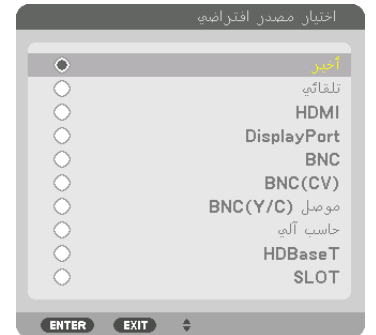 اختيار مصدر افتراضي
أخير
تلقائي
HDMI
DisplayPort
BNC
BNC(CV)
موصل BNC(Y/C)
حاسب آلي
HDBaseT
SLOT
ENTER EXIT